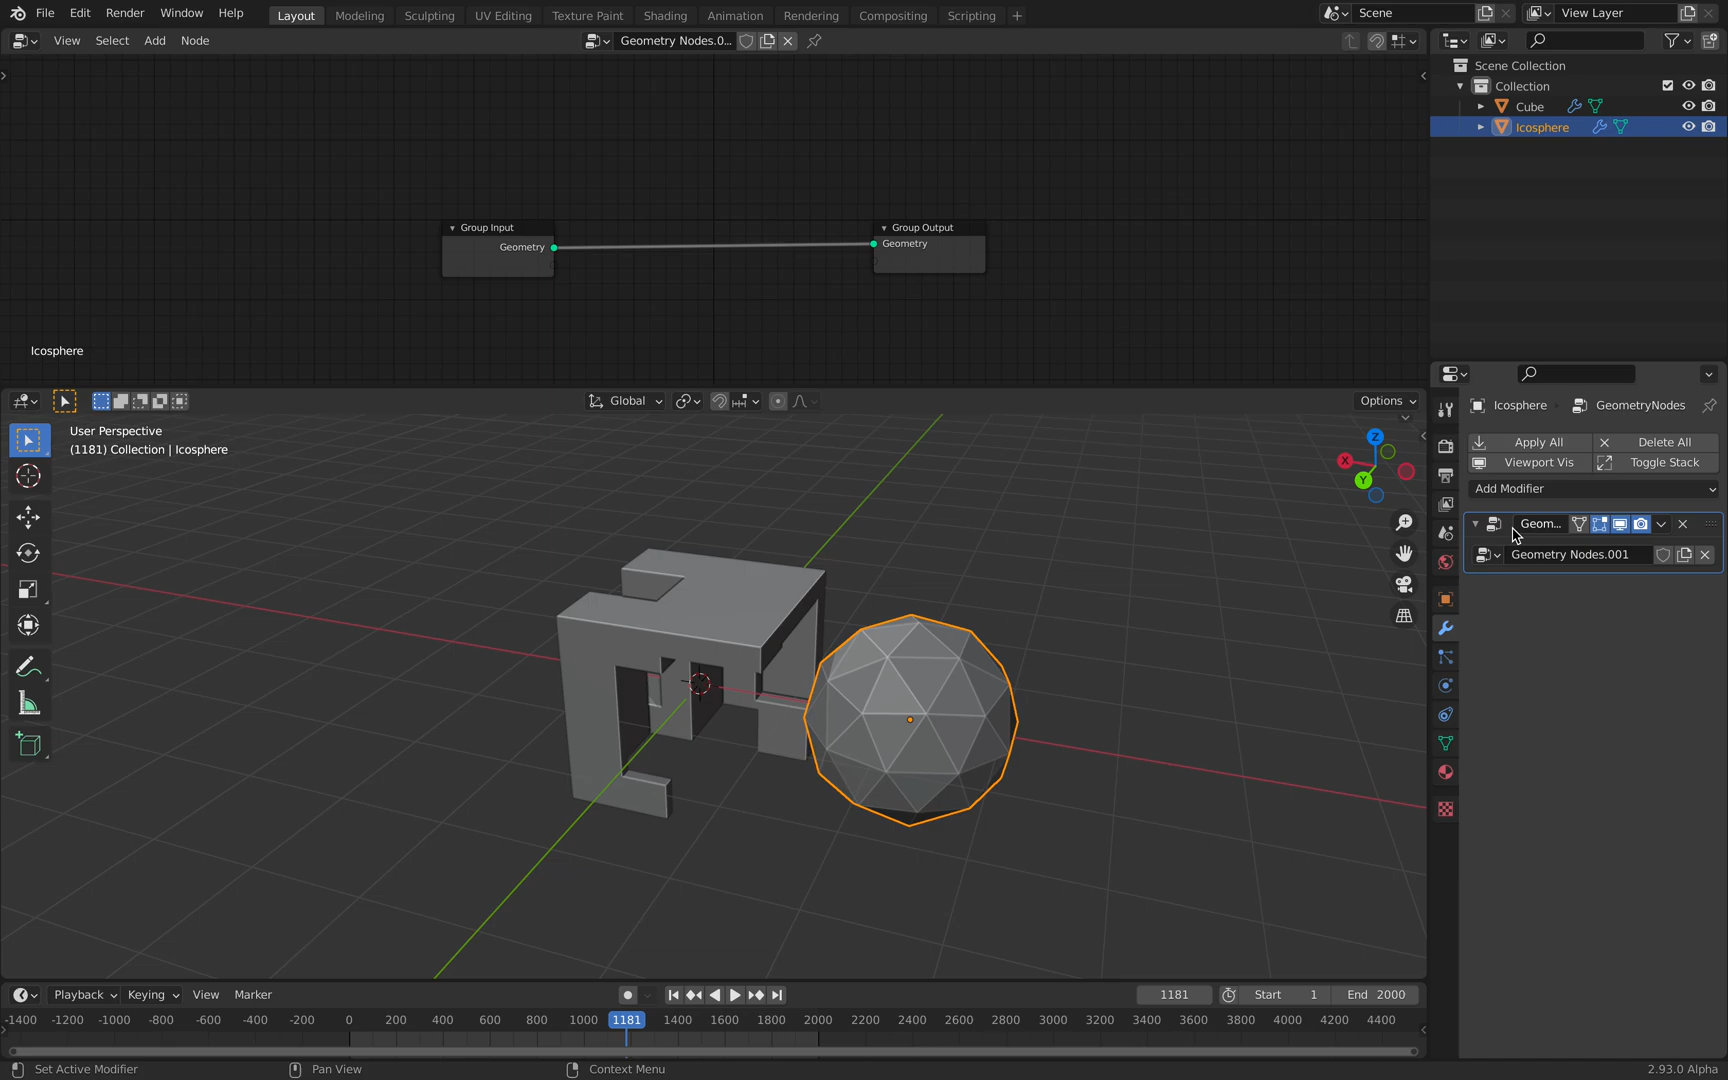 File Edit Render Window Help Layout Modeling Sculpting UV Editing Texture Paint Shading Animation Rendering Compositing Scripting + Scene View Layer
View Select Add Node Geometry Nodes.0...
Scene Collection
Collection
Cube
Icosphere
Group Input
Geometry
Group Output
Geometry
Icosphere
Global Options
User Perspective
(1181) Collection | Icosphere
Z
X
Y
Icosphere GeometryNodes
Apply All Delete All
Viewport Vis Toggle Stack
Add Modifier
Geom...
Geometry Nodes.001
Playback Keying View Marker 1181 Start 1 End 2000
-1400 -1200 -1000 -800 -600 -400 -200 0 200 400 600 800 1000 1181 1400 1600 1800 2000 2200 2400 2600 2800 3000 3200 3400 3600 3800 4000 4200 4400
Set Active Modifier Pan View Context Menu 2.93.0 Alpha